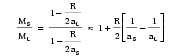 M_S / M_L = (1 - R / 2a_L) / (1 - R / 2a_S) ≈ 1 + R/2 [1/a_S - 1/a_L]